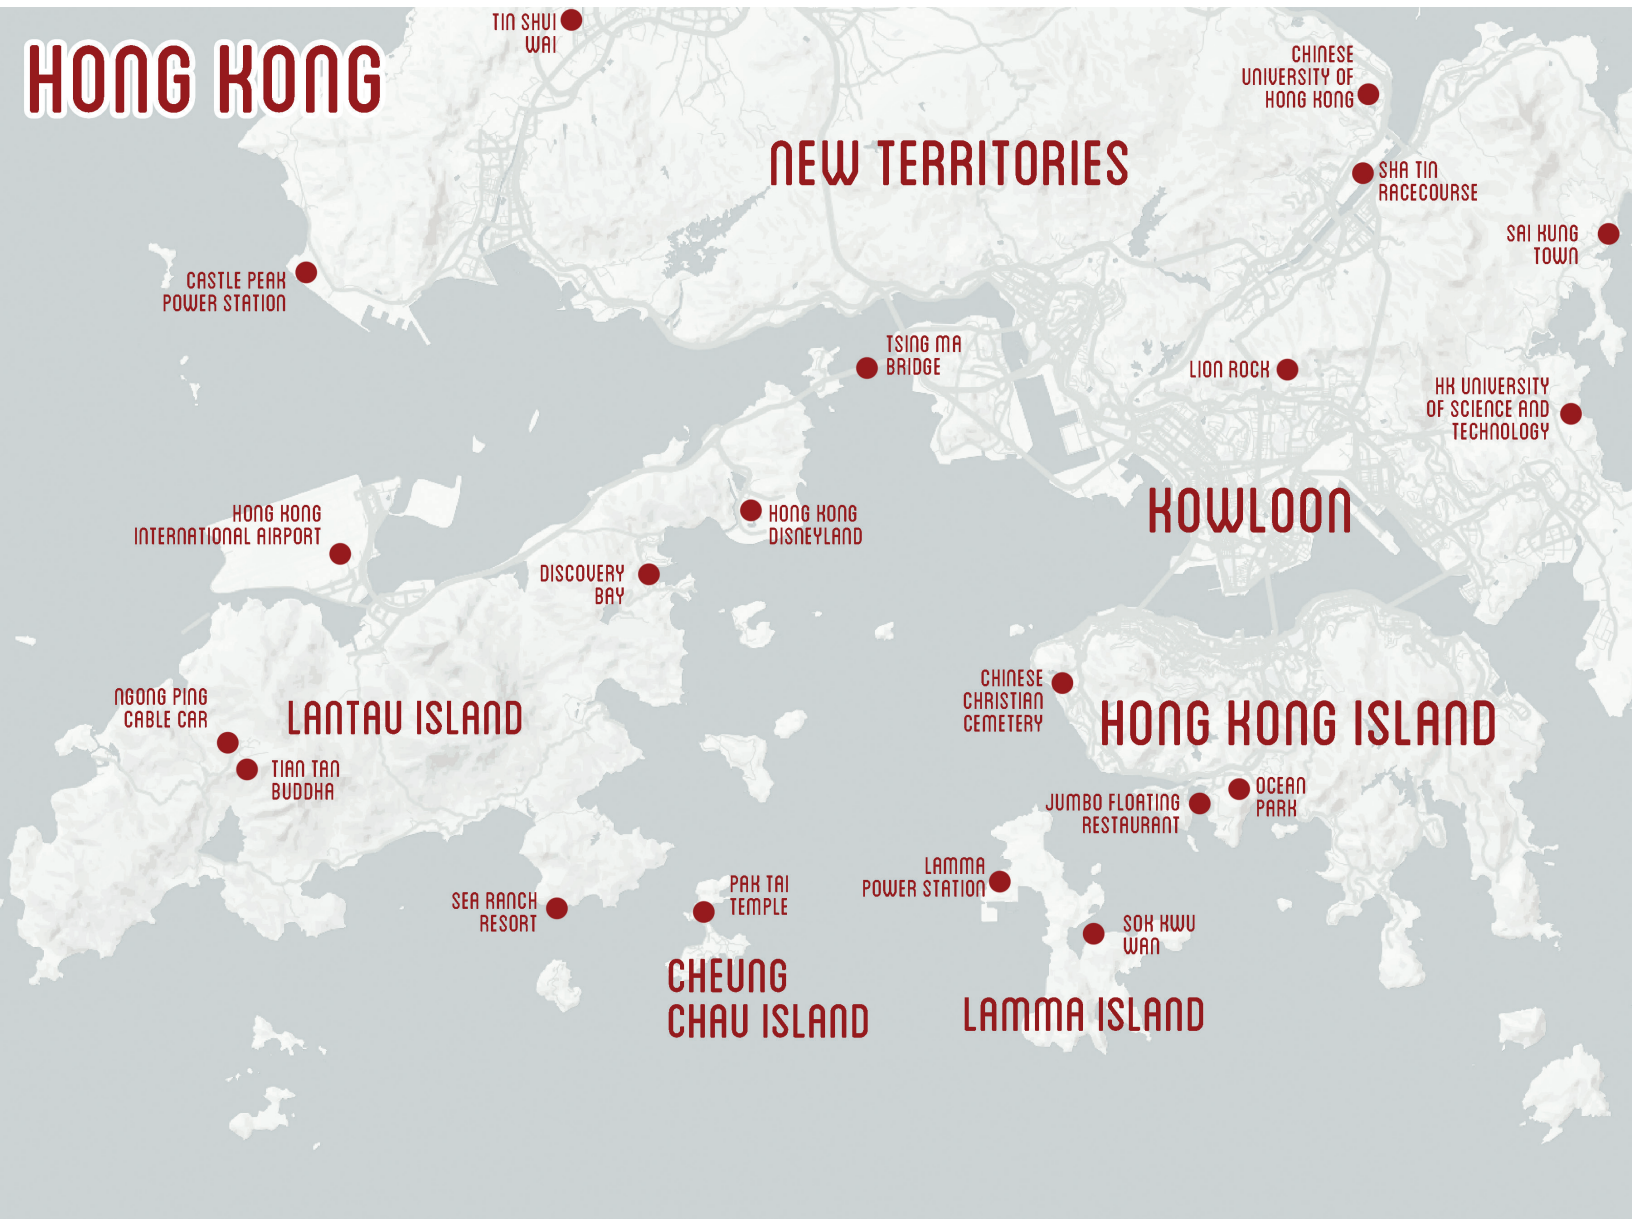 TIN SHUI
WAI
HONG KONG
CHINESE
UNIVERSITY OF
HONG KONG
NEW TERRITORIES
SHA TIN
RACECOURSE
SAI KUNG
TOWN
CASTLE PEAK
POWER STATION
TSING MA
BRIDGE
LION ROCK
HK UNIVERSITY
OF SCIENCE AND
TECHNOLOGY
HONG KONG
INTERNATIONAL AIRPORT
HONG KONG
DISNEYLAND
KOWLOON
DISCOVERY
BAY
CHINESE
CHRISTIAN
CEMETERY
NGONG PING
CABLE CAR
LANTAU ISLAND
HONG KONG ISLAND
TIAN TAN
BUDDHA
OCEAN
PARK
JUMBO FLOATING
RESTAURANT
LAMMA
POWER STATION
PAK TAI
TEMPLE
SEA RANCH
RESORT
SOK KWU
WAN
CHEUNG
CHAU ISLAND
LAMMA ISLAND